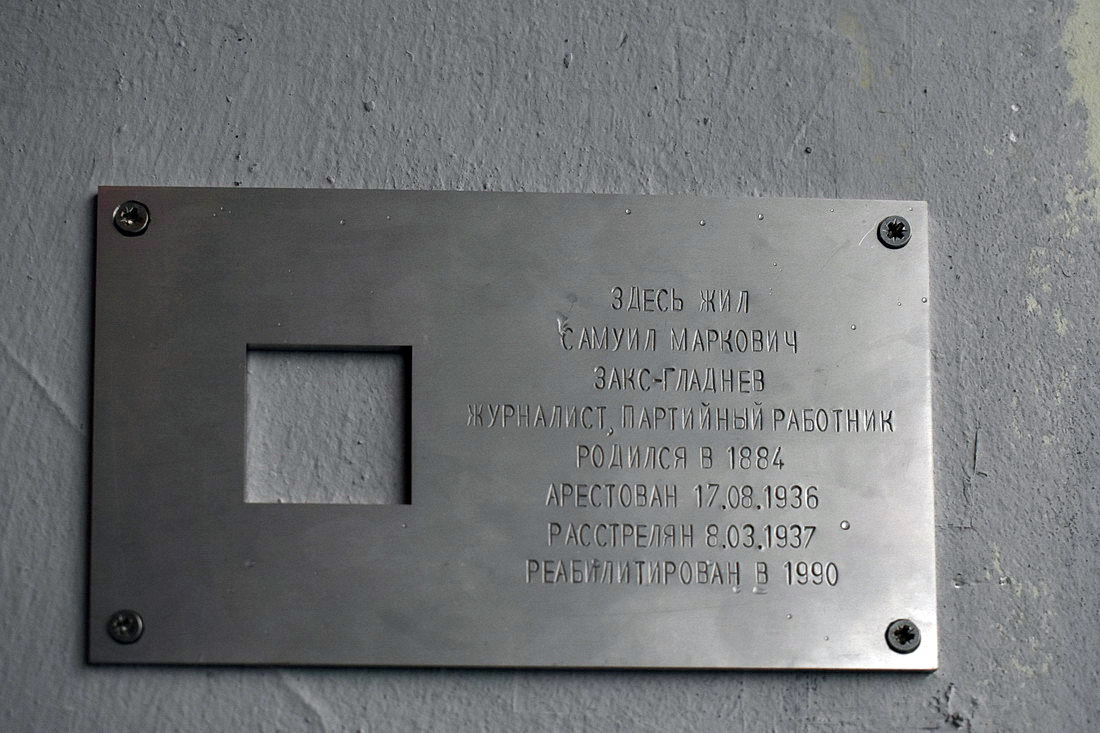 ЗДЕСЬ ЖИЛ
САМУИЛ МАРКОВИЧ
ЗАКС-ГЛАДНЕВ
ЖУРНАЛИСТ, ПАРТИЙНЫЙ РАБОТНИК
РОДИЛСЯ В 1884
АРЕСТОВАН 17.08.1936
РАССТРЕЛЯН 8.03.1937
РЕАБИЛИТИРОВАН В 1990